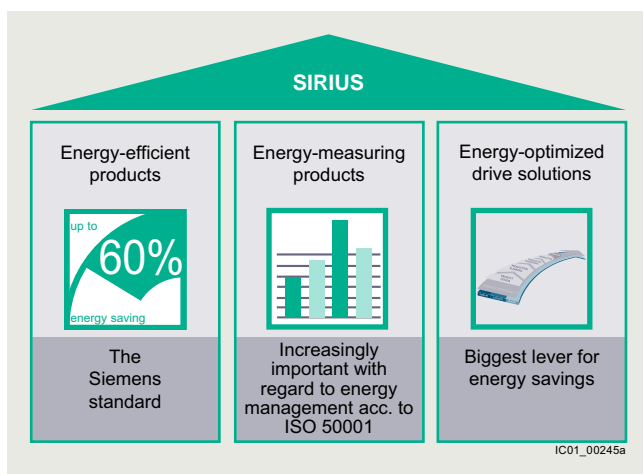 SIRIUS
Energy-efficient
products
up to
60%
energy saving
The
Siemens
standard
Energy-measuring
products
Increasingly
important with
regard to energy
management acc. to
ISO 50001
Energy-optimized
drive solutions
Biggest lever for
energy savings
IC01_00245a